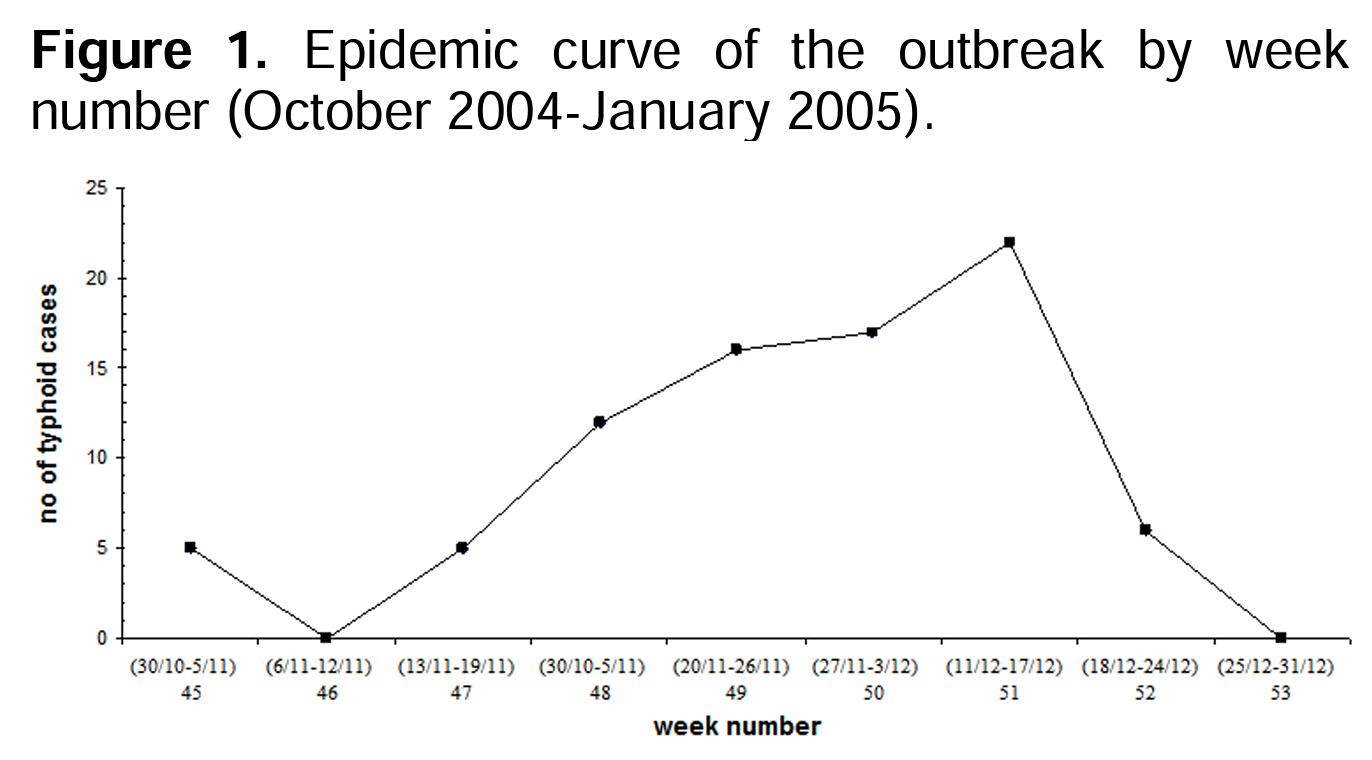 Figure 1. Epidemic curve of the outbreak by week
number (October 2004-January 2005).
25
20
15
10
5
0
no of typhoid cases
(30/10-5/11) (6/11-12/11) (13/11-19/11) (30/10-5/11) (20/11-26/11) (27/11-3/12) (11/12-17/12) (18/12-24/12) (25/12-31/12)
45 46 47 48 49 50 51 52 53
week number